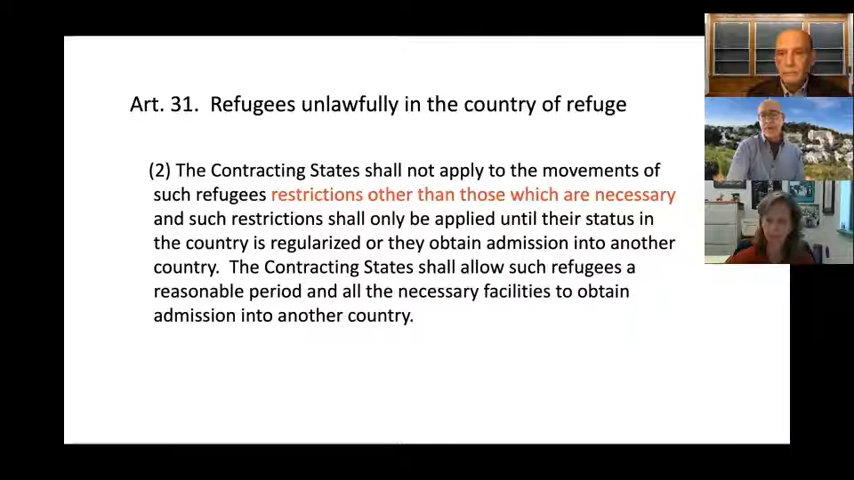 Art. 31. Refugees unlawfully in the country of refuge
(2) The Contracting States shall not apply to the movements of
such refugees restrictions other than those which are necessary
and such restrictions shall only be applied until their status in
the country is regularized or they obtain admission into another
country. The Contracting States shall allow such refugees a
reasonable period and all the necessary facilities to obtain
admission into another country.